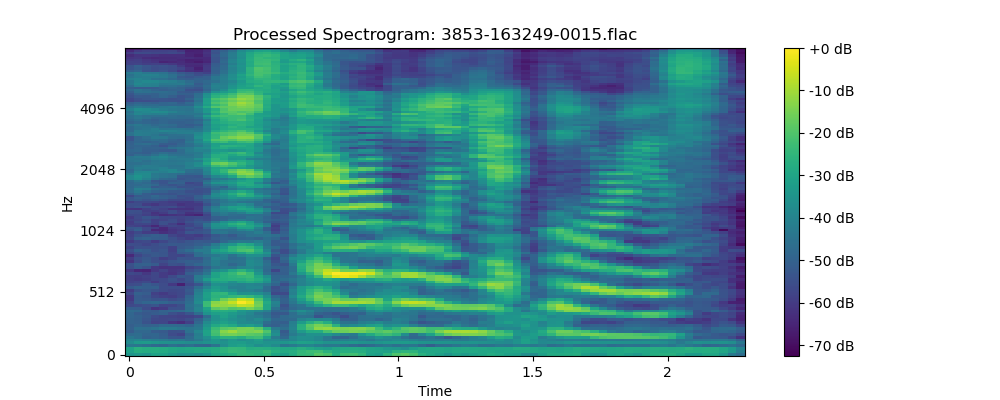 Processed Spectrogram: 3853-163249-0015.flac
+0 dB
-10 dB
-20 dB
-30 dB
-40 dB
-50 dB
-60 dB
-70 dB
Hz
4096
2048
1024
512
0
0 0.5 1 1.5 2
Time